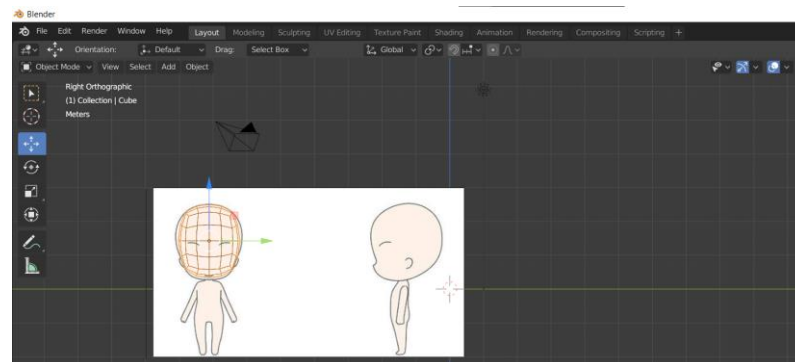 Blender
File Edit Render Window Help Layout Modeling Sculpting UV Editing Texture Paint Shading Animation Rendering Compositing Scripting +
Orientation: Default Drag: Select Box Global
Object Mode View Select Add Object
Right Orthographic
(1) Collection | Cube
Meters